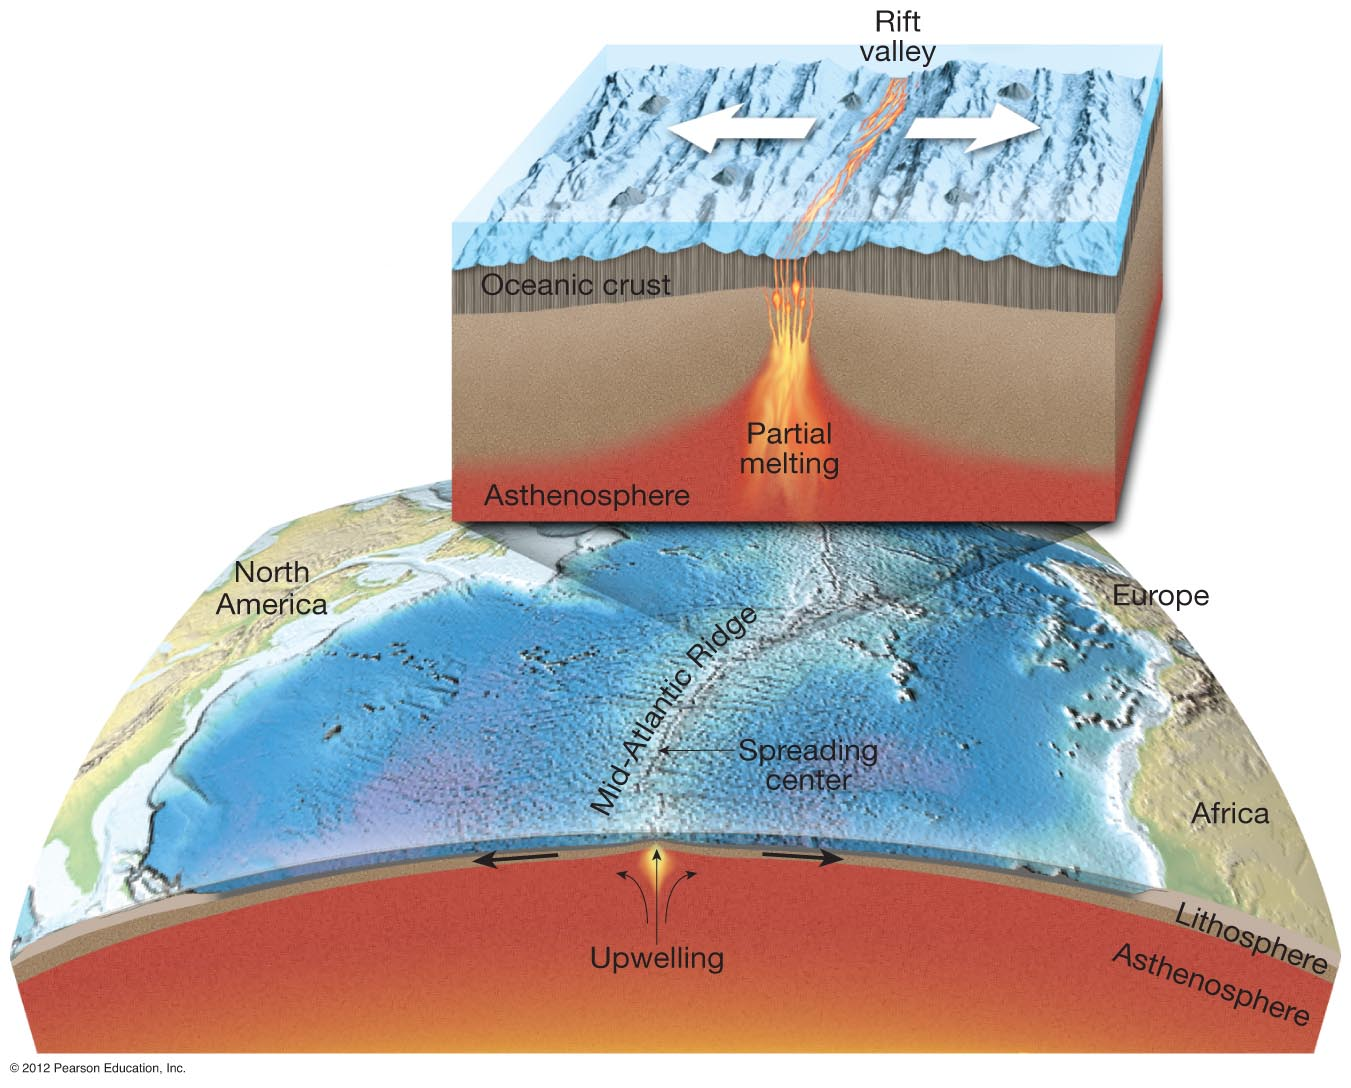 Rift
valley
Oceanic crust
Partial
melting
Asthenosphere
North
America
Europe
Mid-Atlantic Ridge
Spreading
center
Africa
Lithosphere
Upwelling
Asthenosphere
© 2012 Pearson Education, Inc.